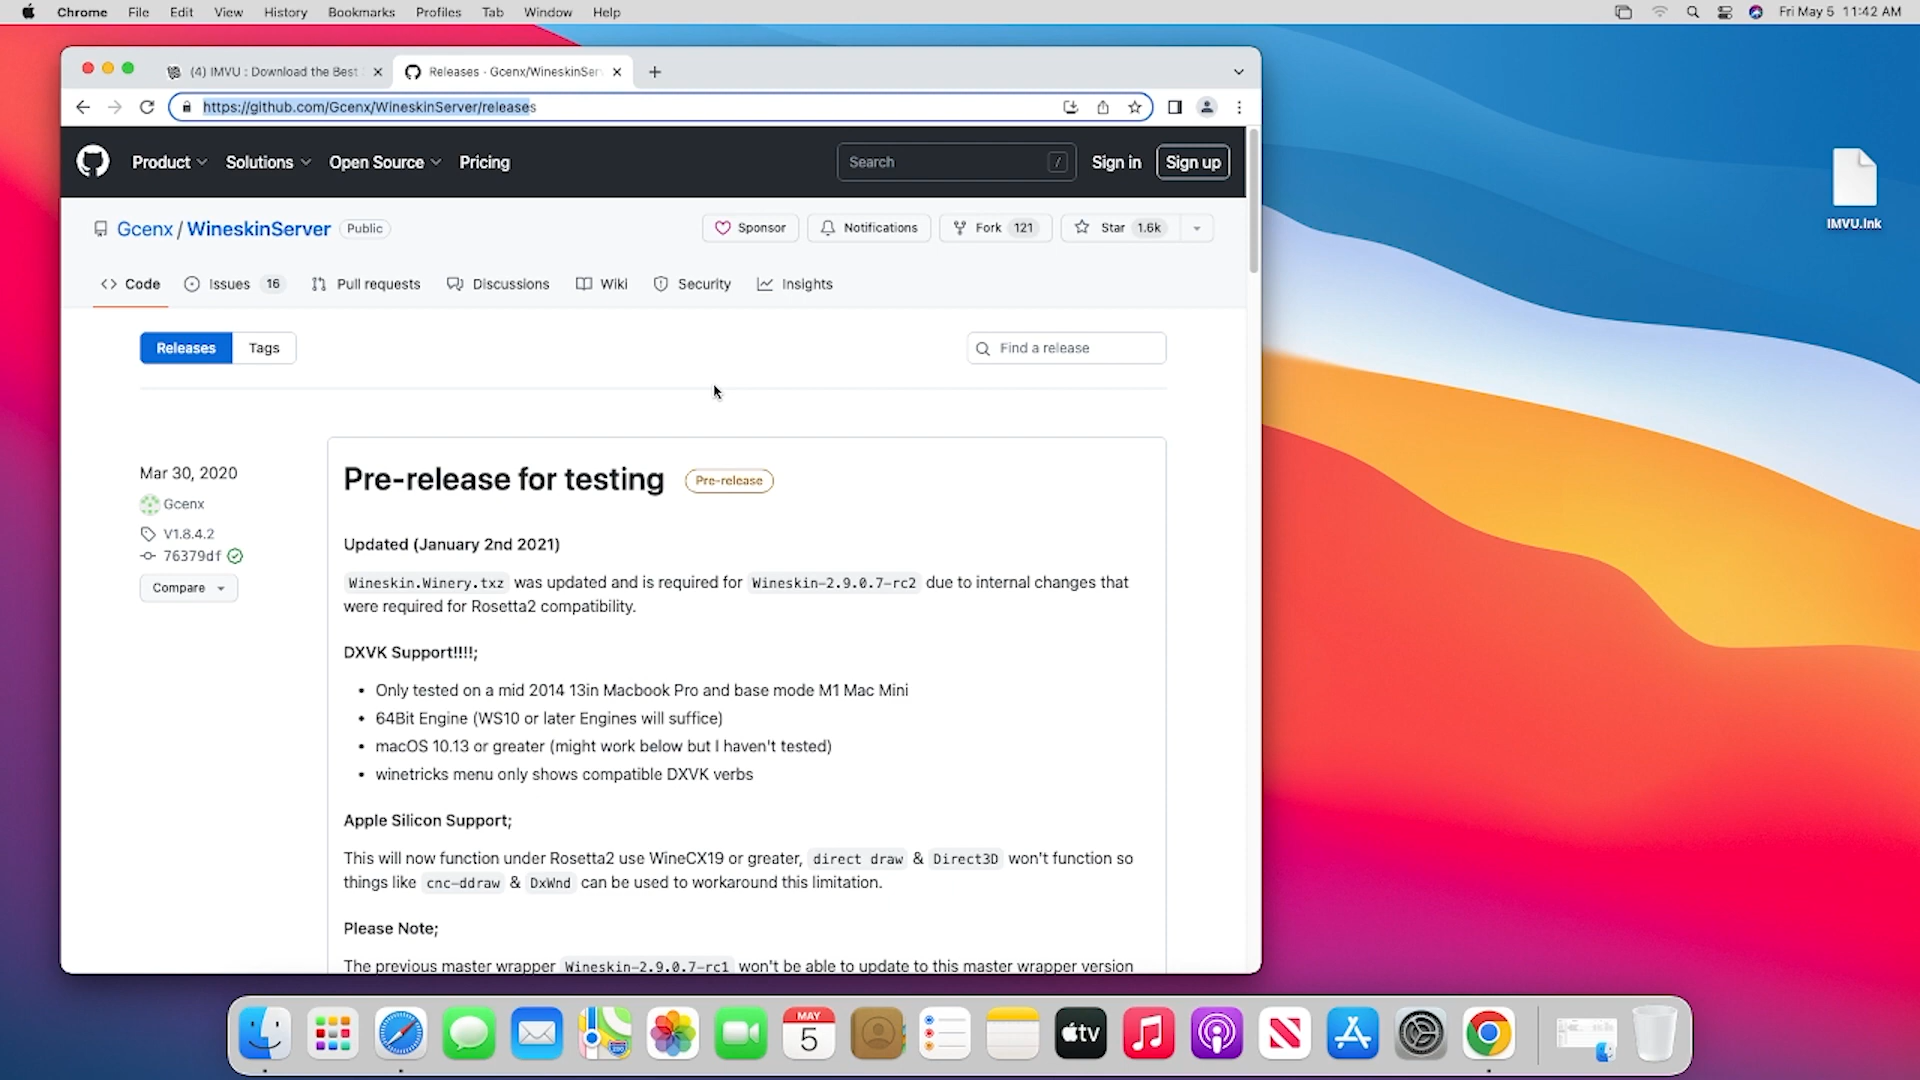 Chrome File Edit View History Bookmarks Profiles Tab Window Help Fri May 5 11:42 AM
(4) IMVU : Download the Best Releases · Gcenx/WineskinSer
https://github.com/Gcenx/WineskinServer/releases
Product Solutions Open Source Pricing Search / Sign in Sign up
IMVU.lnk
Gcenx / WineskinServer Public Sponsor Notifications Fork 121 Star 1.6k
Code Issues 16 Pull requests Discussions Wiki Security Insights
Releases Tags Find a release
Mar 30, 2020
Gcenx
V1.8.4.2
76379df
Compare
Pre-release for testing Pre-release
Updated (January 2nd 2021)
Wineskin.Winery.txz was updated and is required for Wineskin-2.9.0.7-rc2 due to internal changes that
were required for Rosetta2 compatibility.
DXVK Support!!!!;
• Only tested on a mid 2014 13in Macbook Pro and base mode M1 Mac Mini
• 64Bit Engine (WS10 or later Engines will suffice)
• macOS 10.13 or greater (might work below but I haven't tested)
• winetricks menu only shows compatible DXVK verbs
Apple Silicon Support;
This will now function under Rosetta2 use WineCX19 or greater, direct draw & Direct3D won't function so
things like cnc-ddraw & DxWnd can be used to workaround this limitation.
Please Note;
The previous master wrapper Wineskin-2.9.0.7-rc1 won't be able to update to this master wrapper version
MAY
5
tv